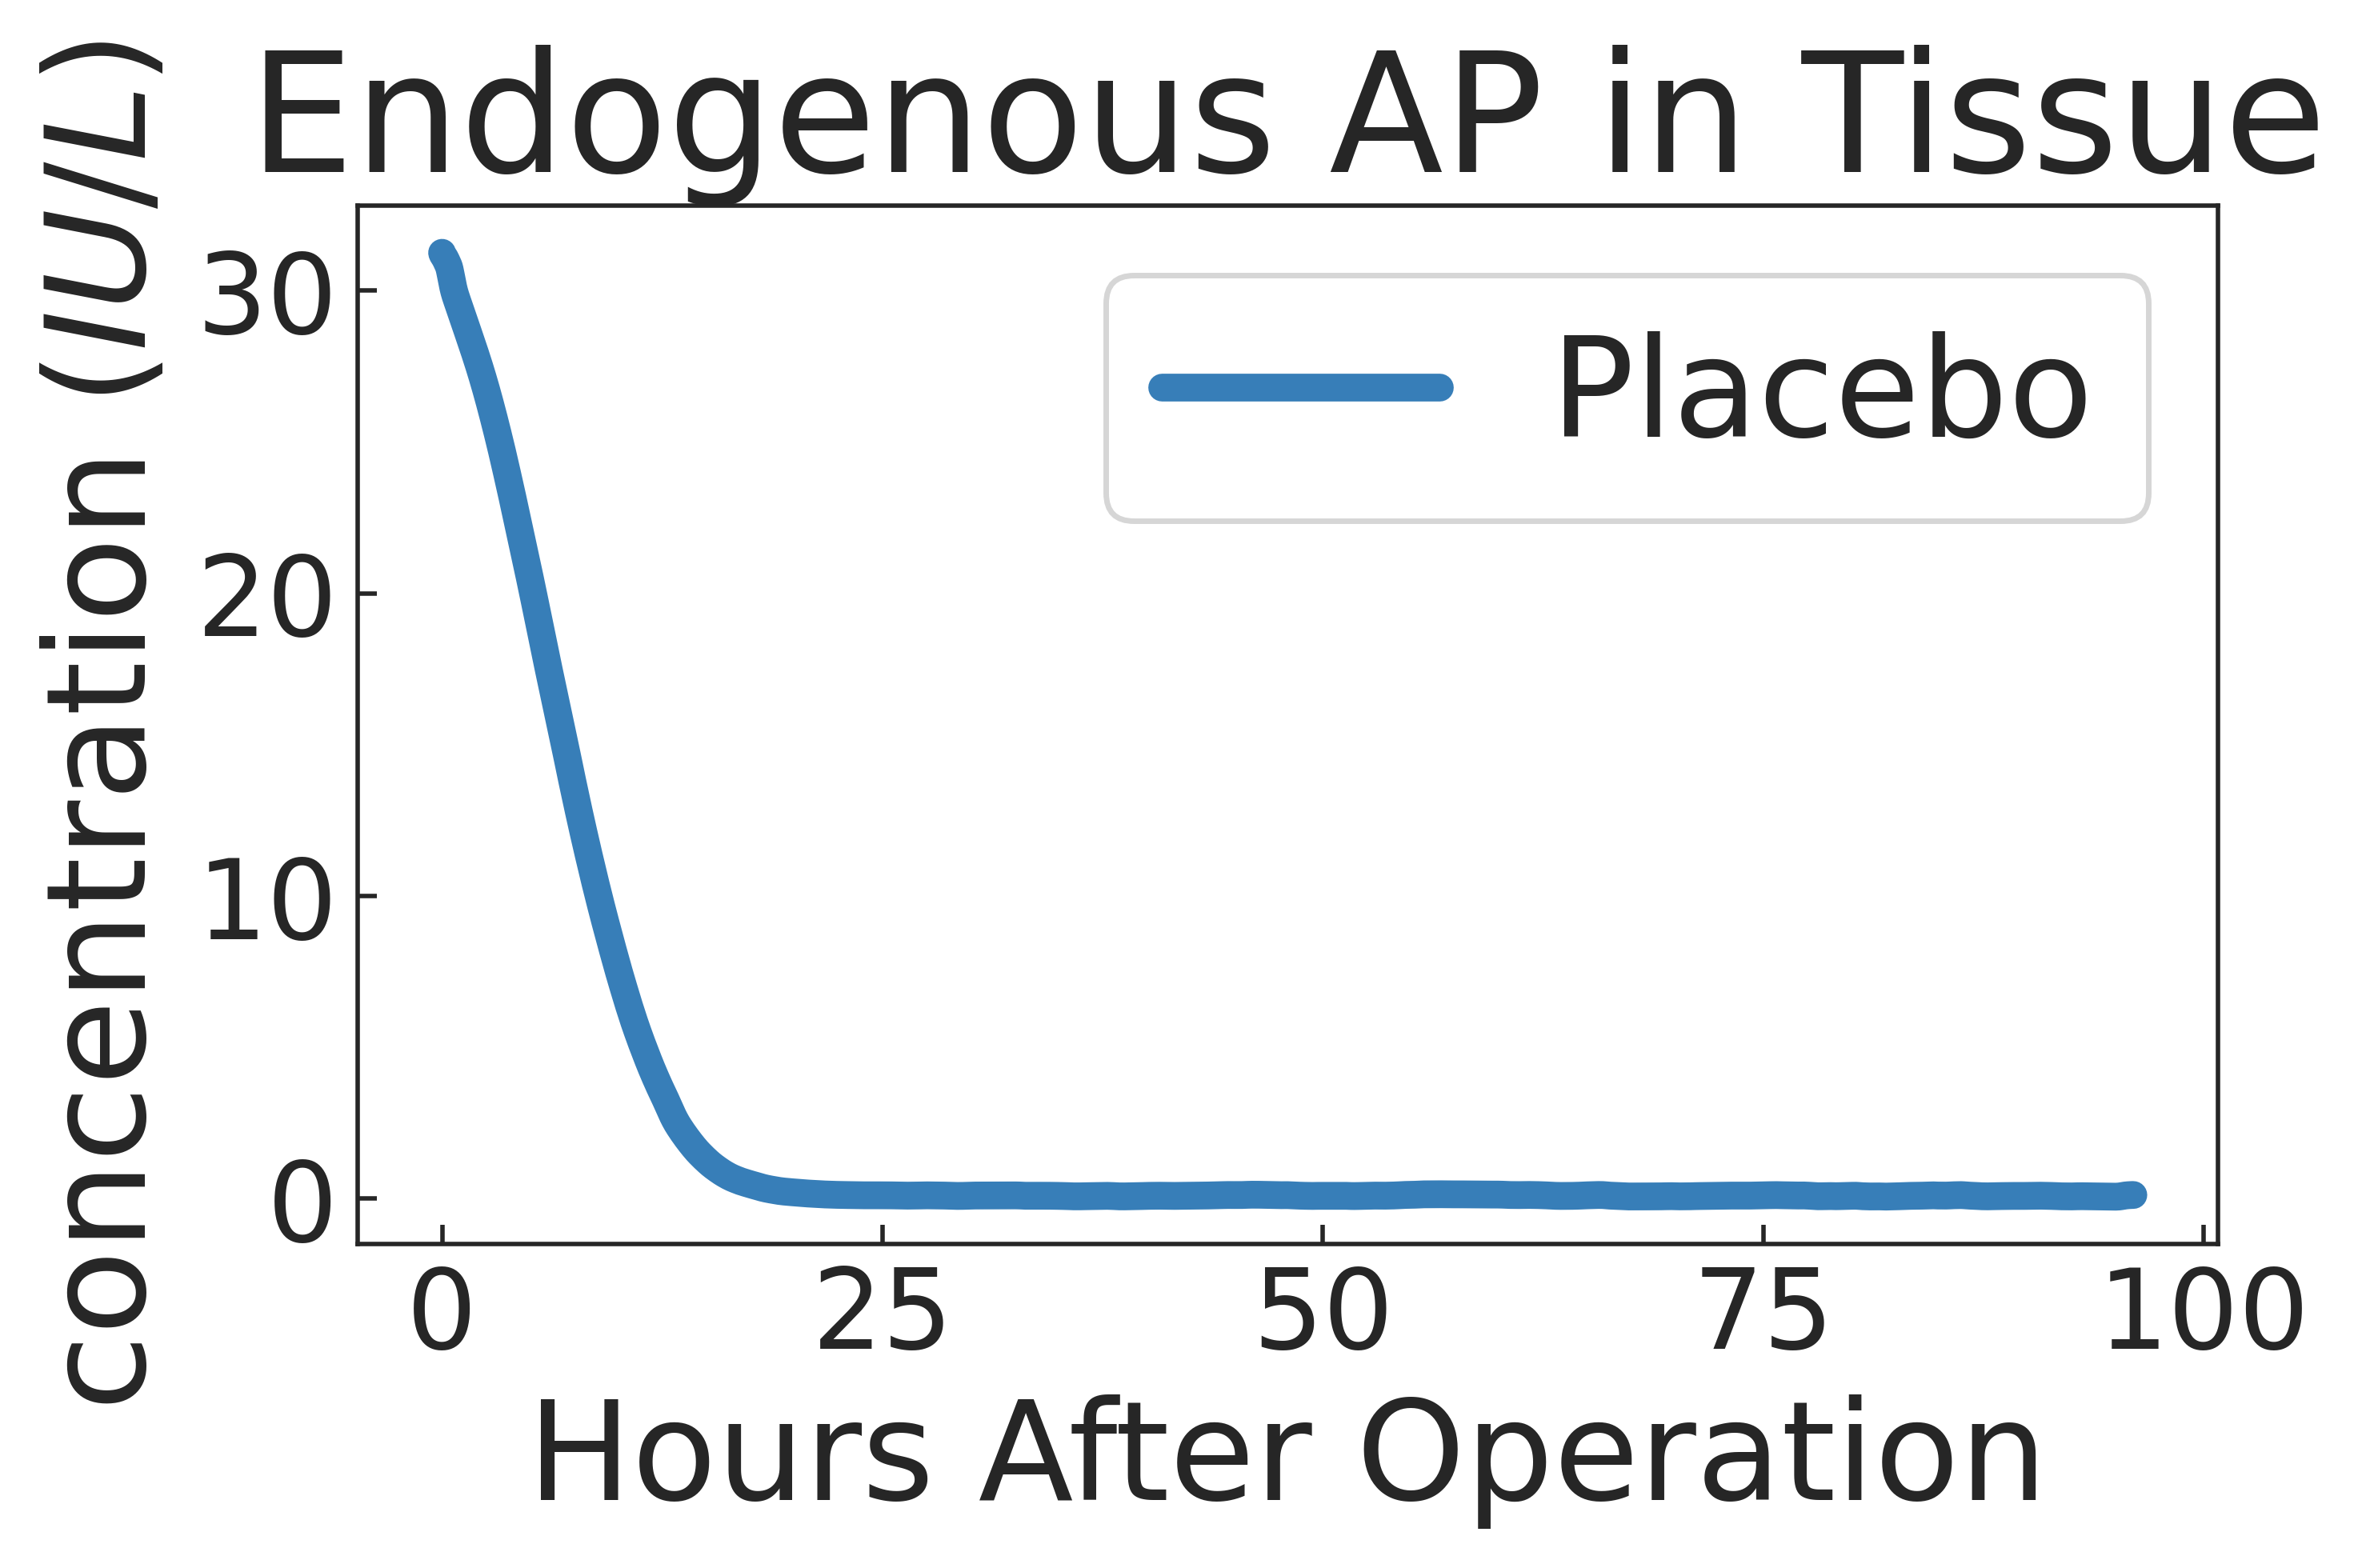 Endogenous AP in Tissue
concentration (IU/L)
30
20
10
0
Placebo
0 25 50 75 100
Hours After Operation